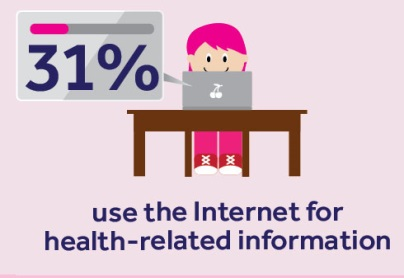 31%
use the Internet for
health-related information